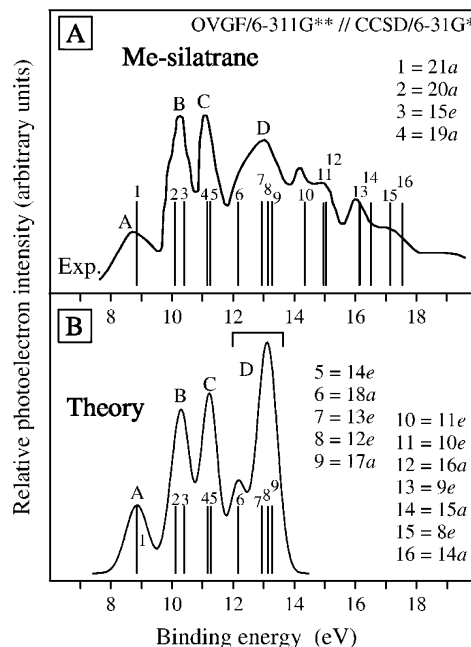 OVGF/6-311G** // CCSD/6-31G*
A
Me-silatrane
1 = 21a
2 = 20a
3 = 15e
4 = 19a
B
C
D
A
1
2 3
4 5
6
7
8
9
10
11
12
13
14
15
16
Exp.
8 10 12 14 16 18
Relative photoelectron intensity (arbitrary units)
B
Theory
A
B
C
D
1
2 3
4 5
6
7
8
9
5 = 14e
6 = 18a
7 = 13e
8 = 12e
9 = 17a
10 = 11e
11 = 10e
12 = 16a
13 = 9e
14 = 15a
15 = 8e
16 = 14a
8 10 12 14 16 18
Binding energy (eV)